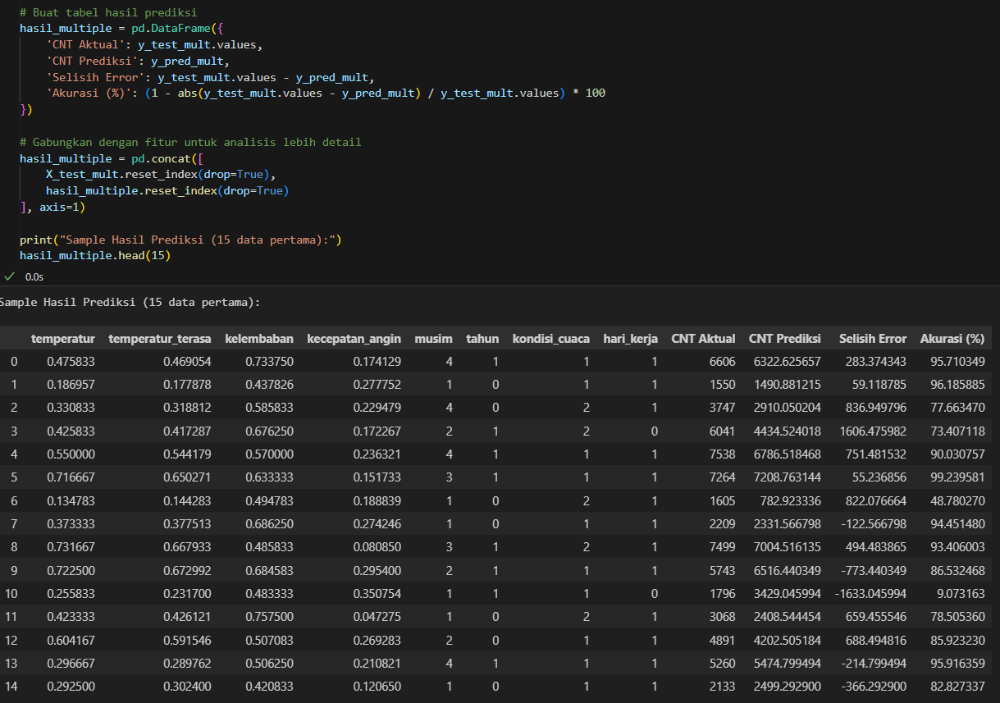 # Buat tabel hasil prediksi
hasil_multiple = pd.DataFrame({
    'CNT Aktual': y_test_mult.values,
    'CNT Prediksi': y_pred_mult,
    'Selisih Error': y_test_mult.values - y_pred_mult,
    'Akurasi (%)': (1 - abs(y_test_mult.values - y_pred_mult) / y_test_mult.values) * 100
})
# Gabungkan dengan fitur untuk analisis lebih detail
hasil_multiple = pd.concat([
    X_test_mult.reset_index(drop=True),
    hasil_multiple.reset_index(drop=True)
], axis=1)
print("Sample Hasil Prediksi (15 data pertama):")
hasil_multiple.head(15)
0.0s
Sample Hasil Prediksi (15 data pertama):
temperatur temperatur_terasa kelembaban kecepatan_angin musim tahun kondisi_cuaca hari_kerja CNT Aktual CNT Prediksi Selisih Error Akurasi (%)
0 0.475833 0.469054 0.733750 0.174129 4 1 1 1 6606 6322.625657 283.374343 95.710349
1 0.186957 0.177878 0.437826 0.277752 1 0 1 1 1550 1490.881215 59.118785 96.185885
2 0.330833 0.318812 0.585833 0.229479 4 0 2 1 3747 2910.050204 836.949796 77.663470
3 0.425833 0.417287 0.676250 0.172267 2 1 2 0 6041 4434.524018 1606.475982 73.407118
4 0.550000 0.544179 0.570000 0.236321 4 1 1 1 7538 6786.518468 751.481532 90.030757
5 0.716667 0.650271 0.633333 0.151733 3 1 1 1 7264 7208.763144 55.236856 99.239581
6 0.134783 0.144283 0.494783 0.188839 1 0 2 1 1605 782.923336 822.076664 48.780270
7 0.373333 0.377513 0.686250 0.274246 1 0 1 1 2209 2331.566798 -122.566798 94.451480
8 0.731667 0.667933 0.485833 0.080850 3 1 2 1 7499 7004.516135 494.483865 93.406003
9 0.722500 0.672992 0.684583 0.295400 2 1 1 1 5743 6516.440349 -773.440349 86.532468
10 0.255833 0.231700 0.483333 0.350754 1 1 1 0 1796 3429.045994 -1633.045994 9.073163
11 0.423333 0.426121 0.757500 0.047275 1 0 2 1 3068 2408.544454 659.455546 78.505360
12 0.604167 0.591546 0.507083 0.269283 2 0 1 1 4891 4202.505184 688.494816 85.923230
13 0.296667 0.289762 0.506250 0.210821 4 1 1 1 5260 5474.799494 -214.799494 95.916359
14 0.292500 0.302400 0.420833 0.120650 1 0 1 1 2133 2499.292900 -366.292900 82.827337